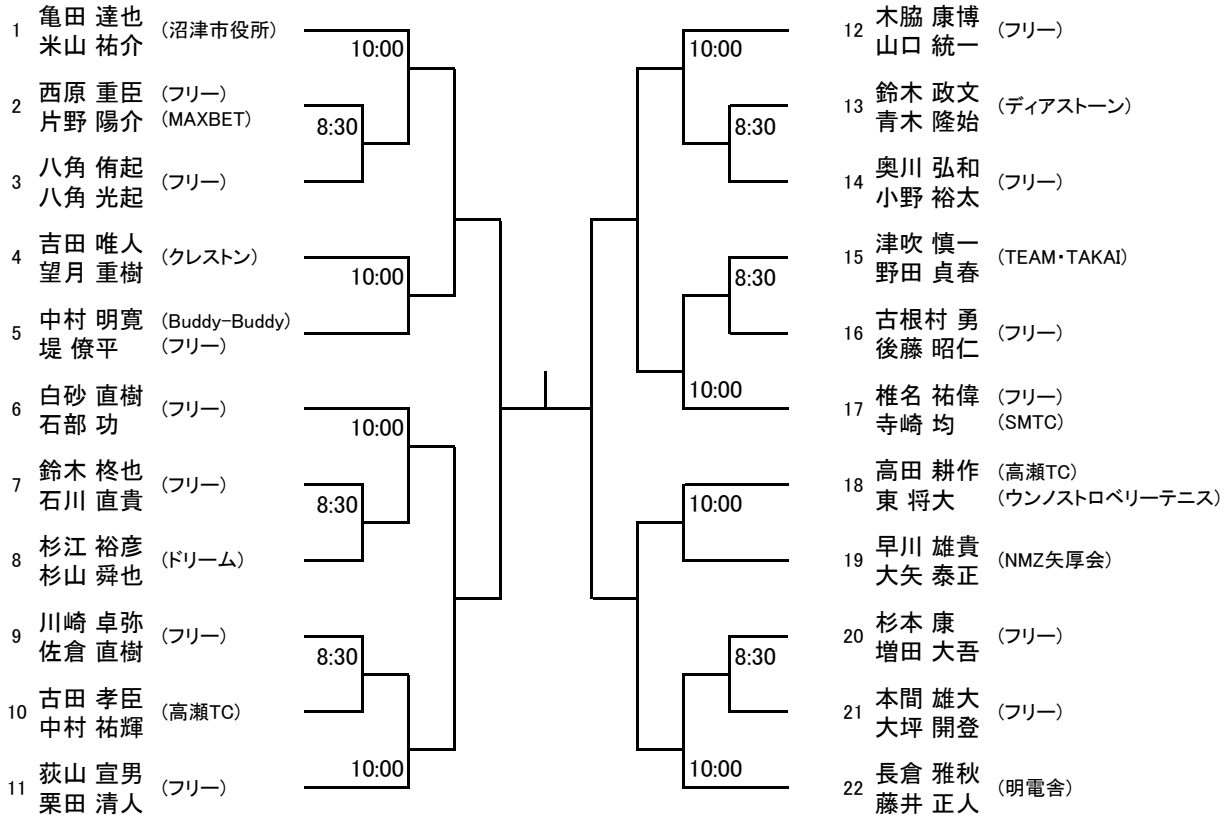 1 亀田 達也 (沼津市役所)
米山 祐介
10:00
2 西原 重臣 (フリー)
片野 陽介 (MAXBET)
8:30
3 八角 侑起 (フリー)
八角 光起
4 吉田 唯人 (クレストン)
望月 重樹
10:00
5 中村 明寛 (Buddy-Buddy)
堤 僚平 (フリー)
6 白砂 直樹 (フリー)
石部 功
10:00
7 鈴木 柊也 (フリー)
石川 直貴
8:30
8 杉江 裕彦 (ドリーム)
杉山 舜也
9 川崎 卓弥 (フリー)
佐倉 直樹
8:30
10 古田 孝臣 (高瀬TC)
中村 祐輝
10:00
11 荻山 宣男 (フリー)
栗田 清人
12 木脇 康博 (フリー)
山口 統一
10:00
13 鈴木 政文 (ディアストーン)
青木 隆始
8:30
14 奥川 弘和 (フリー)
小野 裕太
15 津吹 慎一 (TEAM・TAKAI)
野田 貞春
8:30
16 古根村 勇 (フリー)
後藤 昭仁
10:00
17 椎名 祐偉 (フリー)
寺崎 均 (SMTC)
18 高田 耕作 (高瀬TC)
東 将大 (ウンノストロベリーテニス)
10:00
19 早川 雄貴 (NMZ矢厚会)
大矢 泰正
20 杉本 康 (フリー)
増田 大吾
8:30
21 本間 雄大 (フリー)
大坪 開登
10:00
22 長倉 雅秋 (明電舎)
藤井 正人